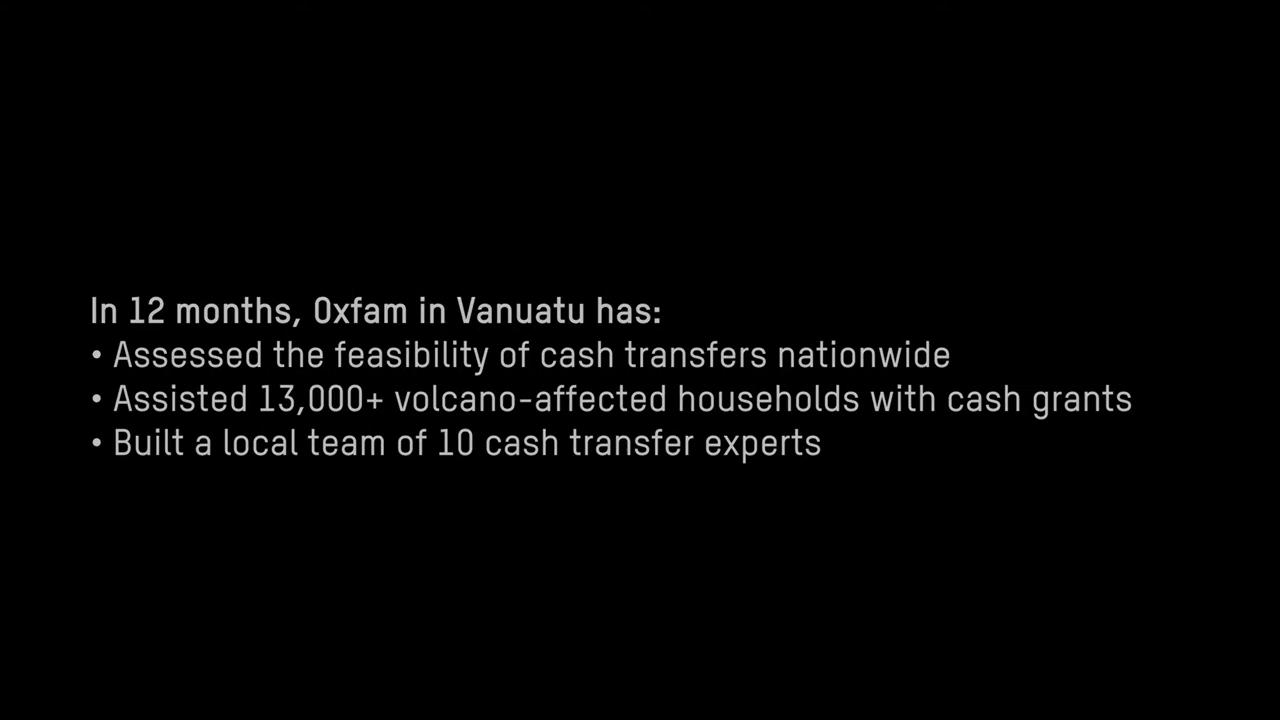 In 12 months, Oxfam in Vanuatu has:
• Assessed the feasibility of cash transfers nationwide
• Assisted 13,000+ volcano-affected households with cash grants
• Built a local team of 10 cash transfer experts